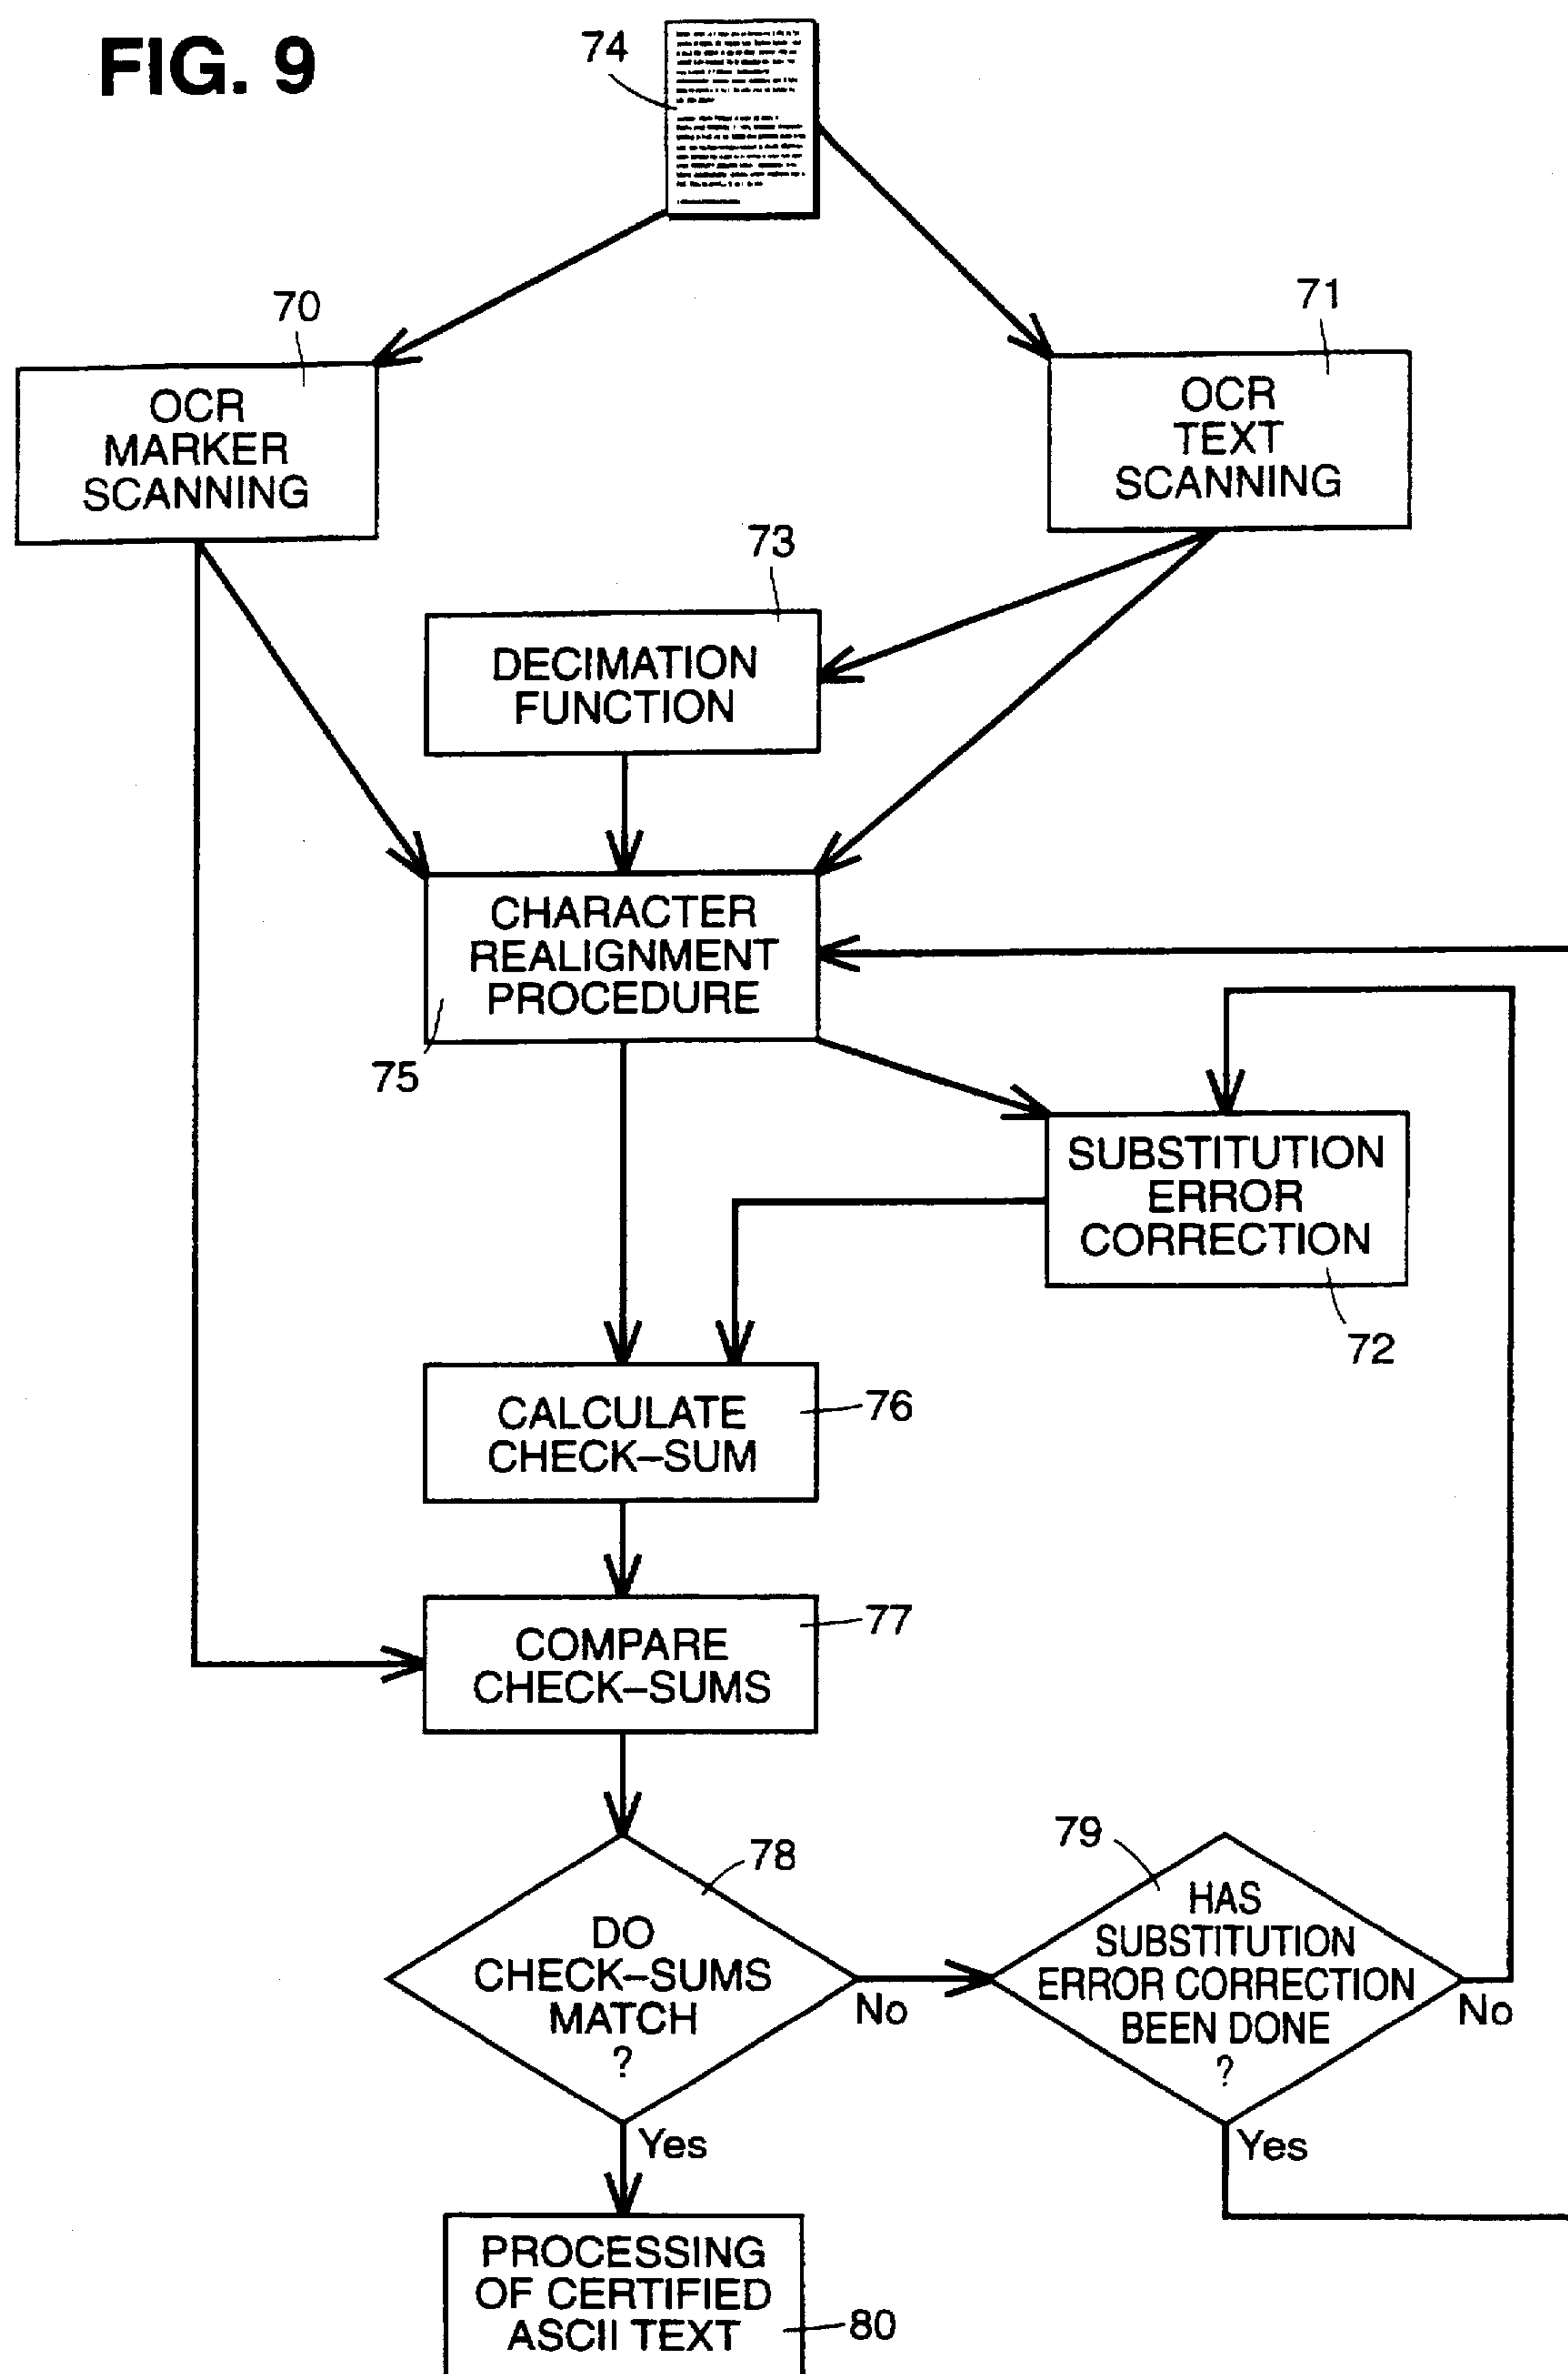 FIG. 9
74
70
OCR
MARKER
SCANNING
71
OCR
TEXT
SCANNING
73
DECIMATION
FUNCTION
CHARACTER
REALIGNMENT
PROCEDURE
75
SUBSTITUTION
ERROR
CORRECTION
72
CALCULATE
CHECK–SUM
76
COMPARE
CHECK–SUMS
77
78
DO
CHECK–SUMS
MATCH
?
No
79
HAS
SUBSTITUTION
ERROR CORRECTION
BEEN DONE
?
No
Yes
Yes
PROCESSING
OF CERTIFIED
ASCII TEXT
80